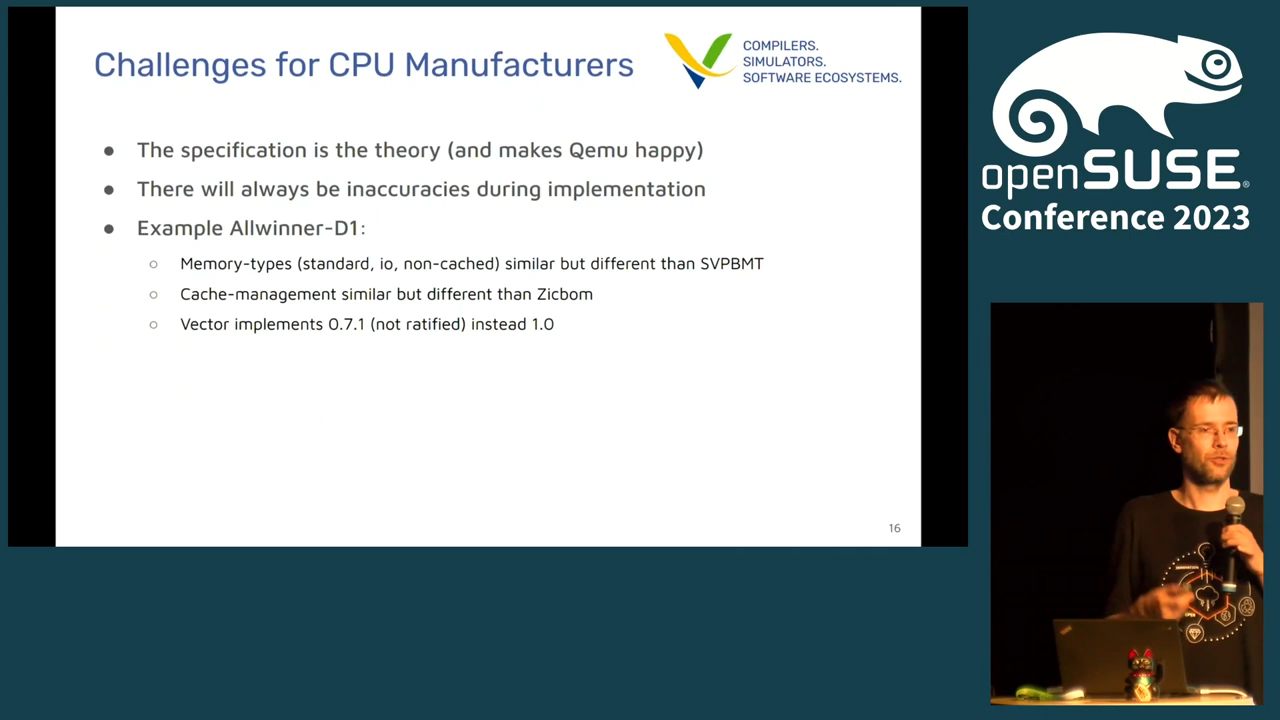 Challenges for CPU Manufacturers
COMPILERS.
SIMULATORS.
SOFTWARE ECOSYSTEMS.
● The specification is the theory (and makes Qemu happy)
● There will always be inaccuracies during implementation
● Example Allwinner-D1:
○ Memory-types (standard, io, non-cached) similar but different than SVPBMT
○ Cache-management similar but different than Zicbom
○ Vector implements 0.7.1 (not ratified) instead 1.0
16
openSUSE®
Conference 2023